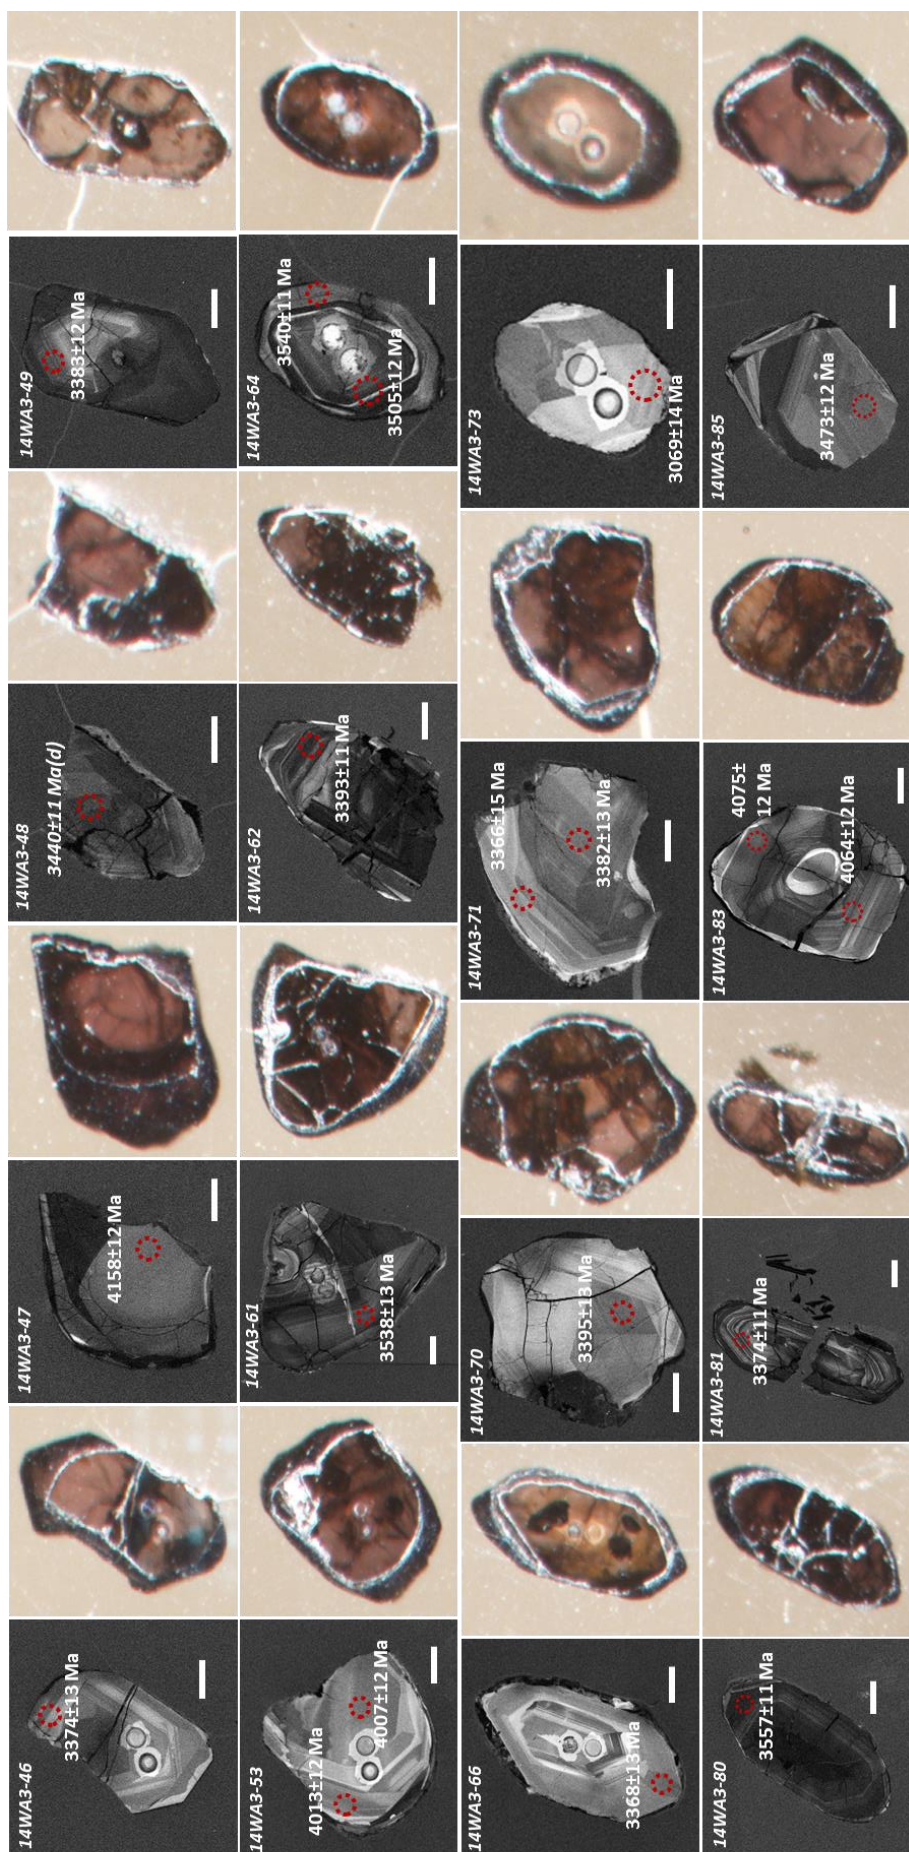 14WA3-46
3374±13 Ma
14WA3-47
4158±12 Ma
14WA3-48
3440±11 Ma(d)
14WA3-49
3383±12 Ma
14WA3-53
4013±12 Ma
4007±12 Ma
14WA3-61
3538±13 Ma
14WA3-62
3393±11 Ma
14WA3-64
3540±11 Ma
3505±12 Ma
14WA3-66
3368±13 Ma
14WA3-70
3395±13 Ma
14WA3-71
3366±15 Ma
3382±13 Ma
14WA3-73
3069±14 Ma
14WA3-80
3557±11 Ma
14WA3-81
3374±11 Ma
14WA3-83
4075±
12 Ma
4064±12 Ma
14WA3-85
3473±12 Ma